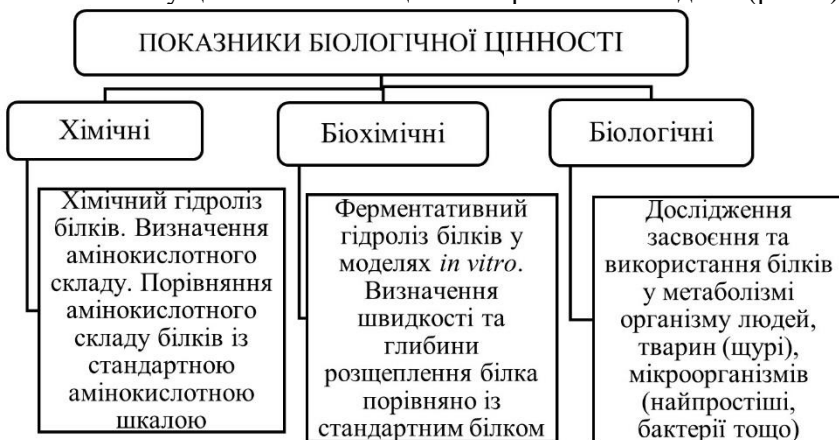 ПОКАЗНИКИ БІОЛОГІЧНОЇ ЦІННОСТІ
Хімічні
Біохімічні
Біологічні
Хімічний гідроліз
білків. Визначення
амінокислотного
складу. Порівняння
амінокислотного
складу білків із
стандартною
амінокислотною
шкалою
Ферментативний
гідроліз білків у
моделях in vitro.
Визначення
швидкості та
глибини
розщеплення білка
порівняно із
стандартним білком
Дослідження
засвоєння та
використання білків
у метаболізмі
організму людей,
тварин (щурі),
мікроорганізмів
(найпростіші,
бактерії тощо)